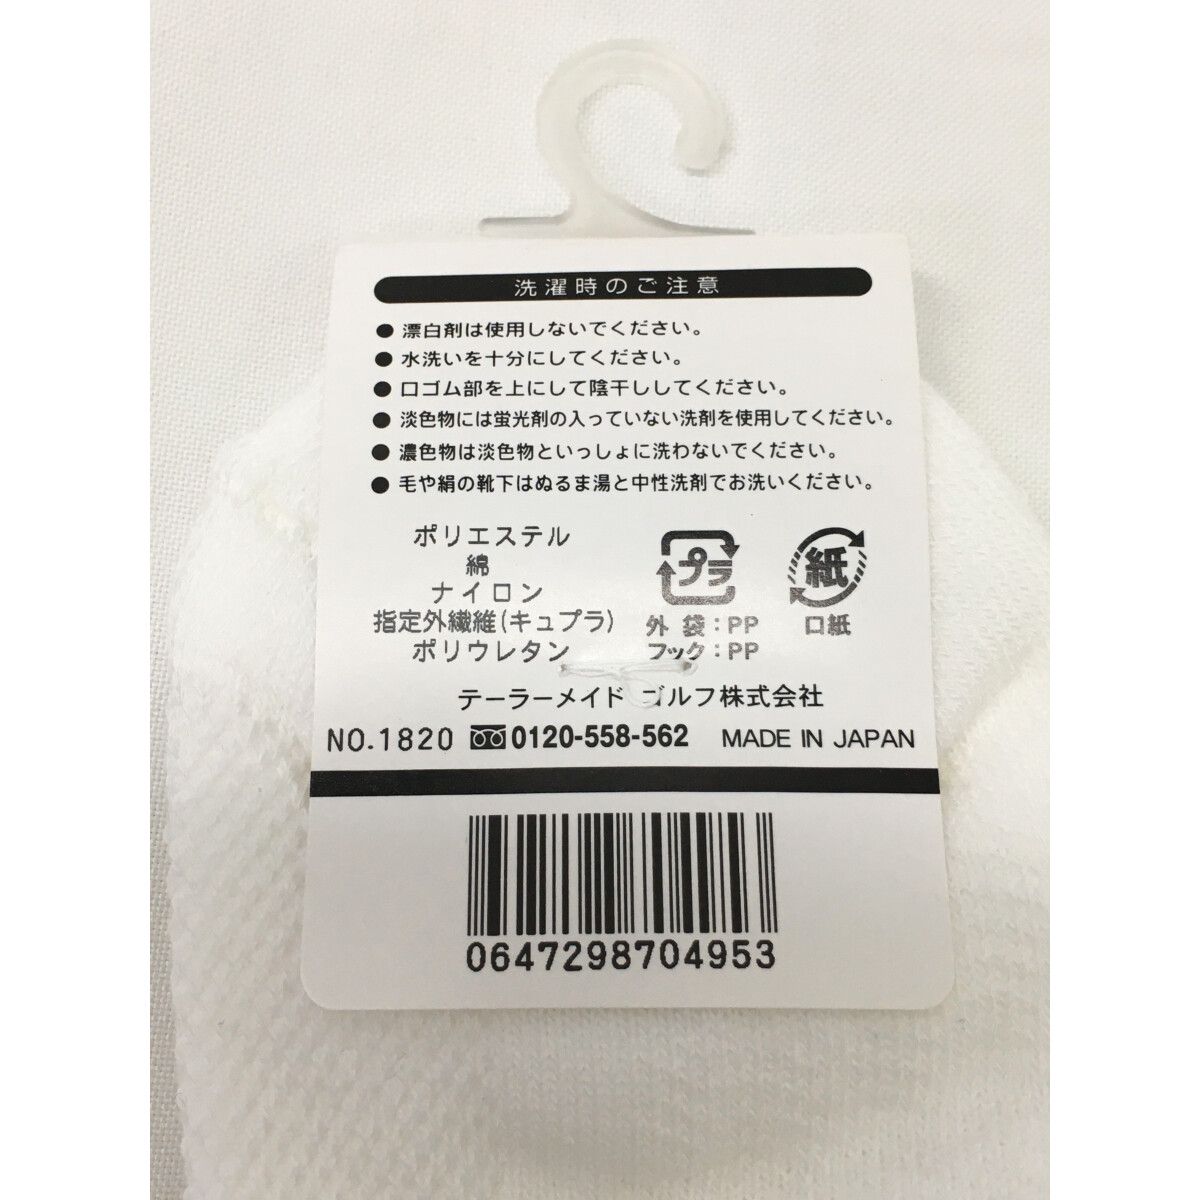 洗濯時のご注意
● 漂白剤は使用しないでください。
● 水洗いを十分にしてください。
● 口ゴム部を上にして陰干ししてください。
● 淡色物には蛍光剤の入っていない洗剤を使用してください。
● 濃色物は淡色物といっしょに洗わないでください。
● 毛や絹の靴下はぬるま湯と中性洗剤でお洗いください。
ポリエステル
綿
ナイロン
指定外繊維(キュプラ)
ポリウレタン
プラ
外袋:PP
フック:PP
紙
口紙
テーラーメイド ゴルフ株式会社
NO.1820 0120-558-562 MADE IN JAPAN
0647298704953